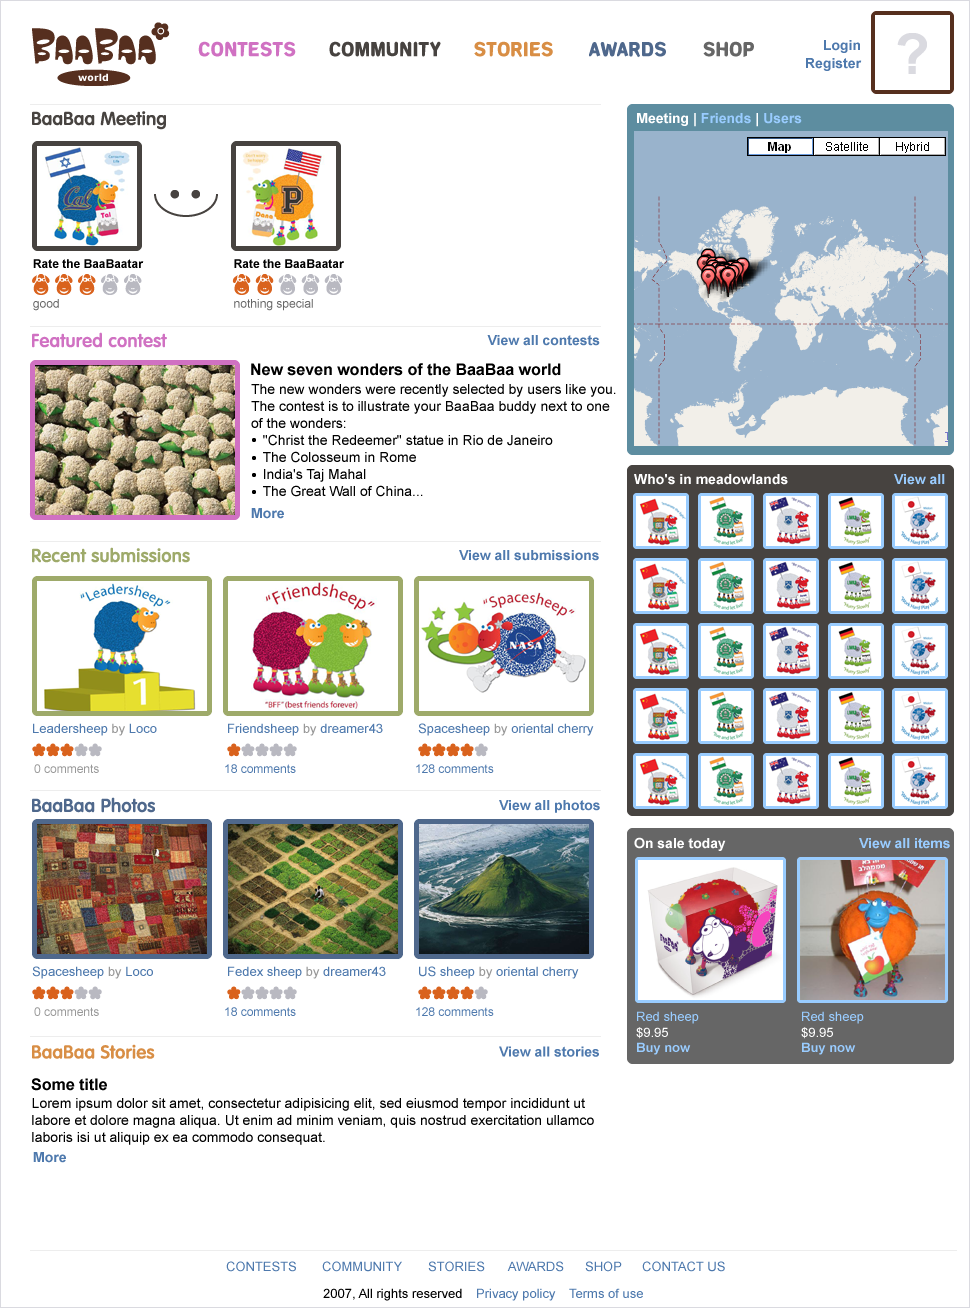 BaaBaa
world
CONTESTS COMMUNITY STORIES AWARDS SHOP
Login
Register
?
BaaBaa Meeting
Cal
Tal
P
Dana
Rate the BaaBaatar
good
Rate the BaaBaatar
nothing special
Featured contest
View all contests
New seven wonders of the BaaBaa world
The new wonders were recently selected by users like you.
The contest is to illustrate your BaaBaa buddy next to one
of the wonders:
• "Christ the Redeemer" statue in Rio de Janeiro
• The Colosseum in Rome
• India's Taj Mahal
• The Great Wall of China...
More
Recent submissions
View all submissions
"Leadersheep"
1
"Friendsheep"
"BFF" (best friends forever)
"Spacesheep"
NASA
Leadersheep by Loco
Friendsheep by dreamer43
Spacesheep by oriental cherry
0 comments
18 comments
128 comments
BaaBaa Photos
View all photos
Spacesheep by Loco
Fedex sheep by dreamer43
US sheep by oriental cherry
0 comments
18 comments
128 comments
BaaBaa Stories
View all stories
Some title
Lorem ipsum dolor sit amet, consectetur adipisicing elit, sed eiusmod tempor incididunt ut
labore et dolore magna aliqua. Ut enim ad minim veniam, quis nostrud exercitation ullamco
laboris isi ut aliquip ex ea commodo consequat.
More
Meeting | Friends | Users
Map Satellite Hybrid
Who's in meadowlands
View all
On sale today
View all items
BaaBaa
Red sheep
$9.95
Buy now
Red sheep
$9.95
Buy now
CONTESTS COMMUNITY STORIES AWARDS SHOP CONTACT US
2007, All rights reserved Privacy policy Terms of use